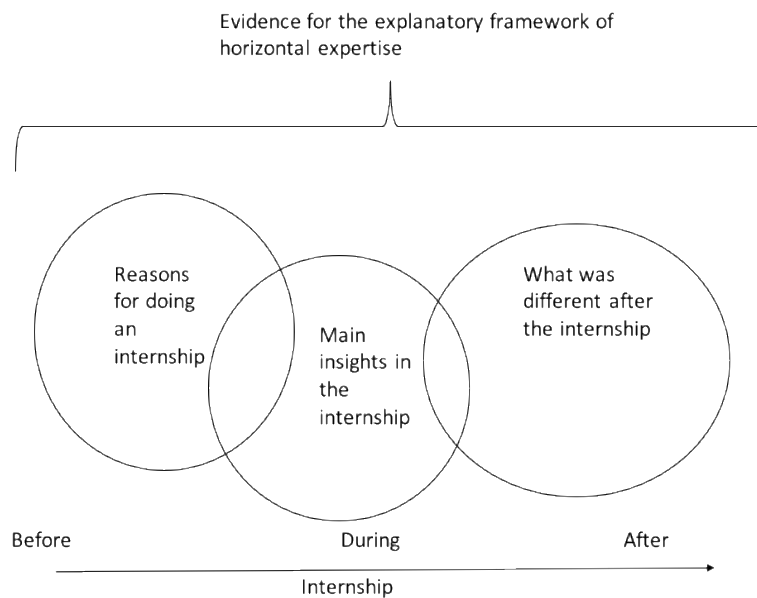 Evidence for the explanatory framework of
horizontal expertise
Reasons
for doing
an
internship
Main
insights in
the
internship
What was
different after
the internship
Before
During
After
Internship